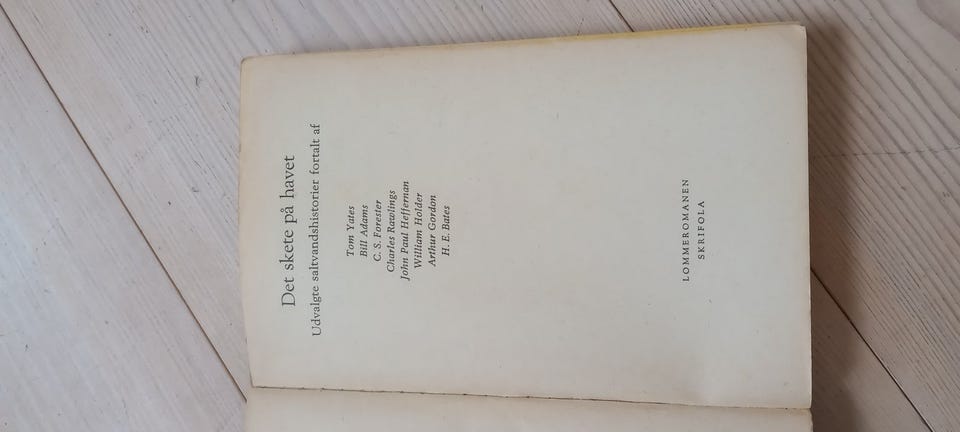 Det skete på havet
Udvalgte saltvandshistorier fortalt af
Tom Yates
Bill Adams
C. S. Forester
Charles Rawlings
John Paul Heffernan
William Holder
Arthur Gordon
H. E. Bates
LOMMEROMANEN
SKRIFOLA